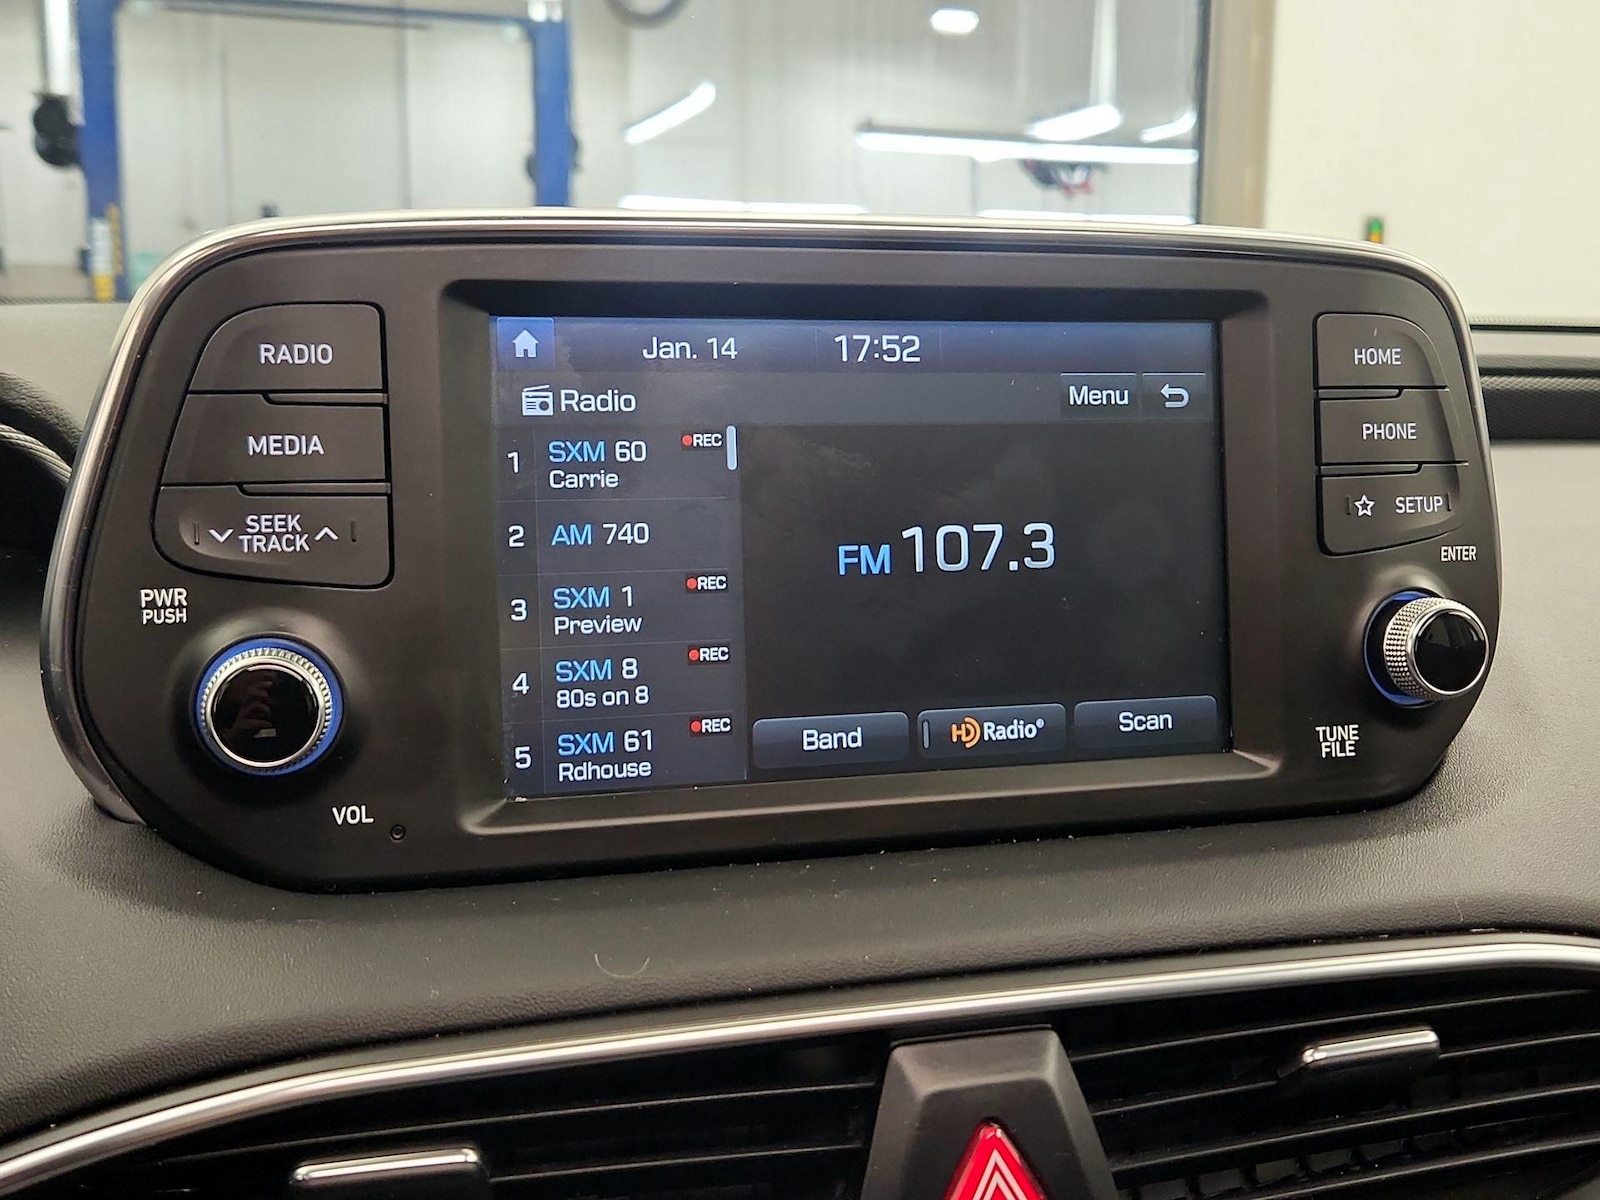 RADIO
MEDIA
SEEK
TRACK
PWR
PUSH
VOL
Jan. 14 17:52
Radio
Menu
1 SXM 60 REC
Carrie
2 AM 740
3 SXM 1 REC
Preview
4 SXM 8 REC
80s on 8
5 SXM 61 REC
Rdhouse
FM 107.3
Band
HD Radio®
Scan
HOME
PHONE
SETUP
ENTER
TUNE
FILE